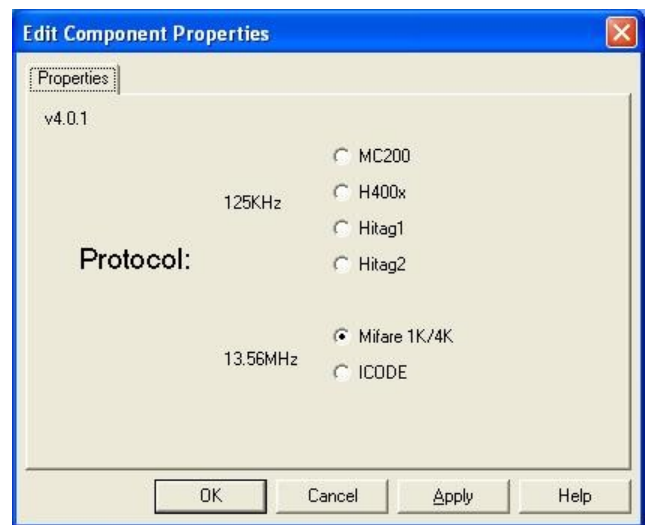 Edit Component Properties
Properties
v4.0.1
MC200
125KHz
H400x
Hitag1
Protocol:
Hitag2
Mifare 1K/4K
13.56MHz
ICODE
OK Cancel Apply Help